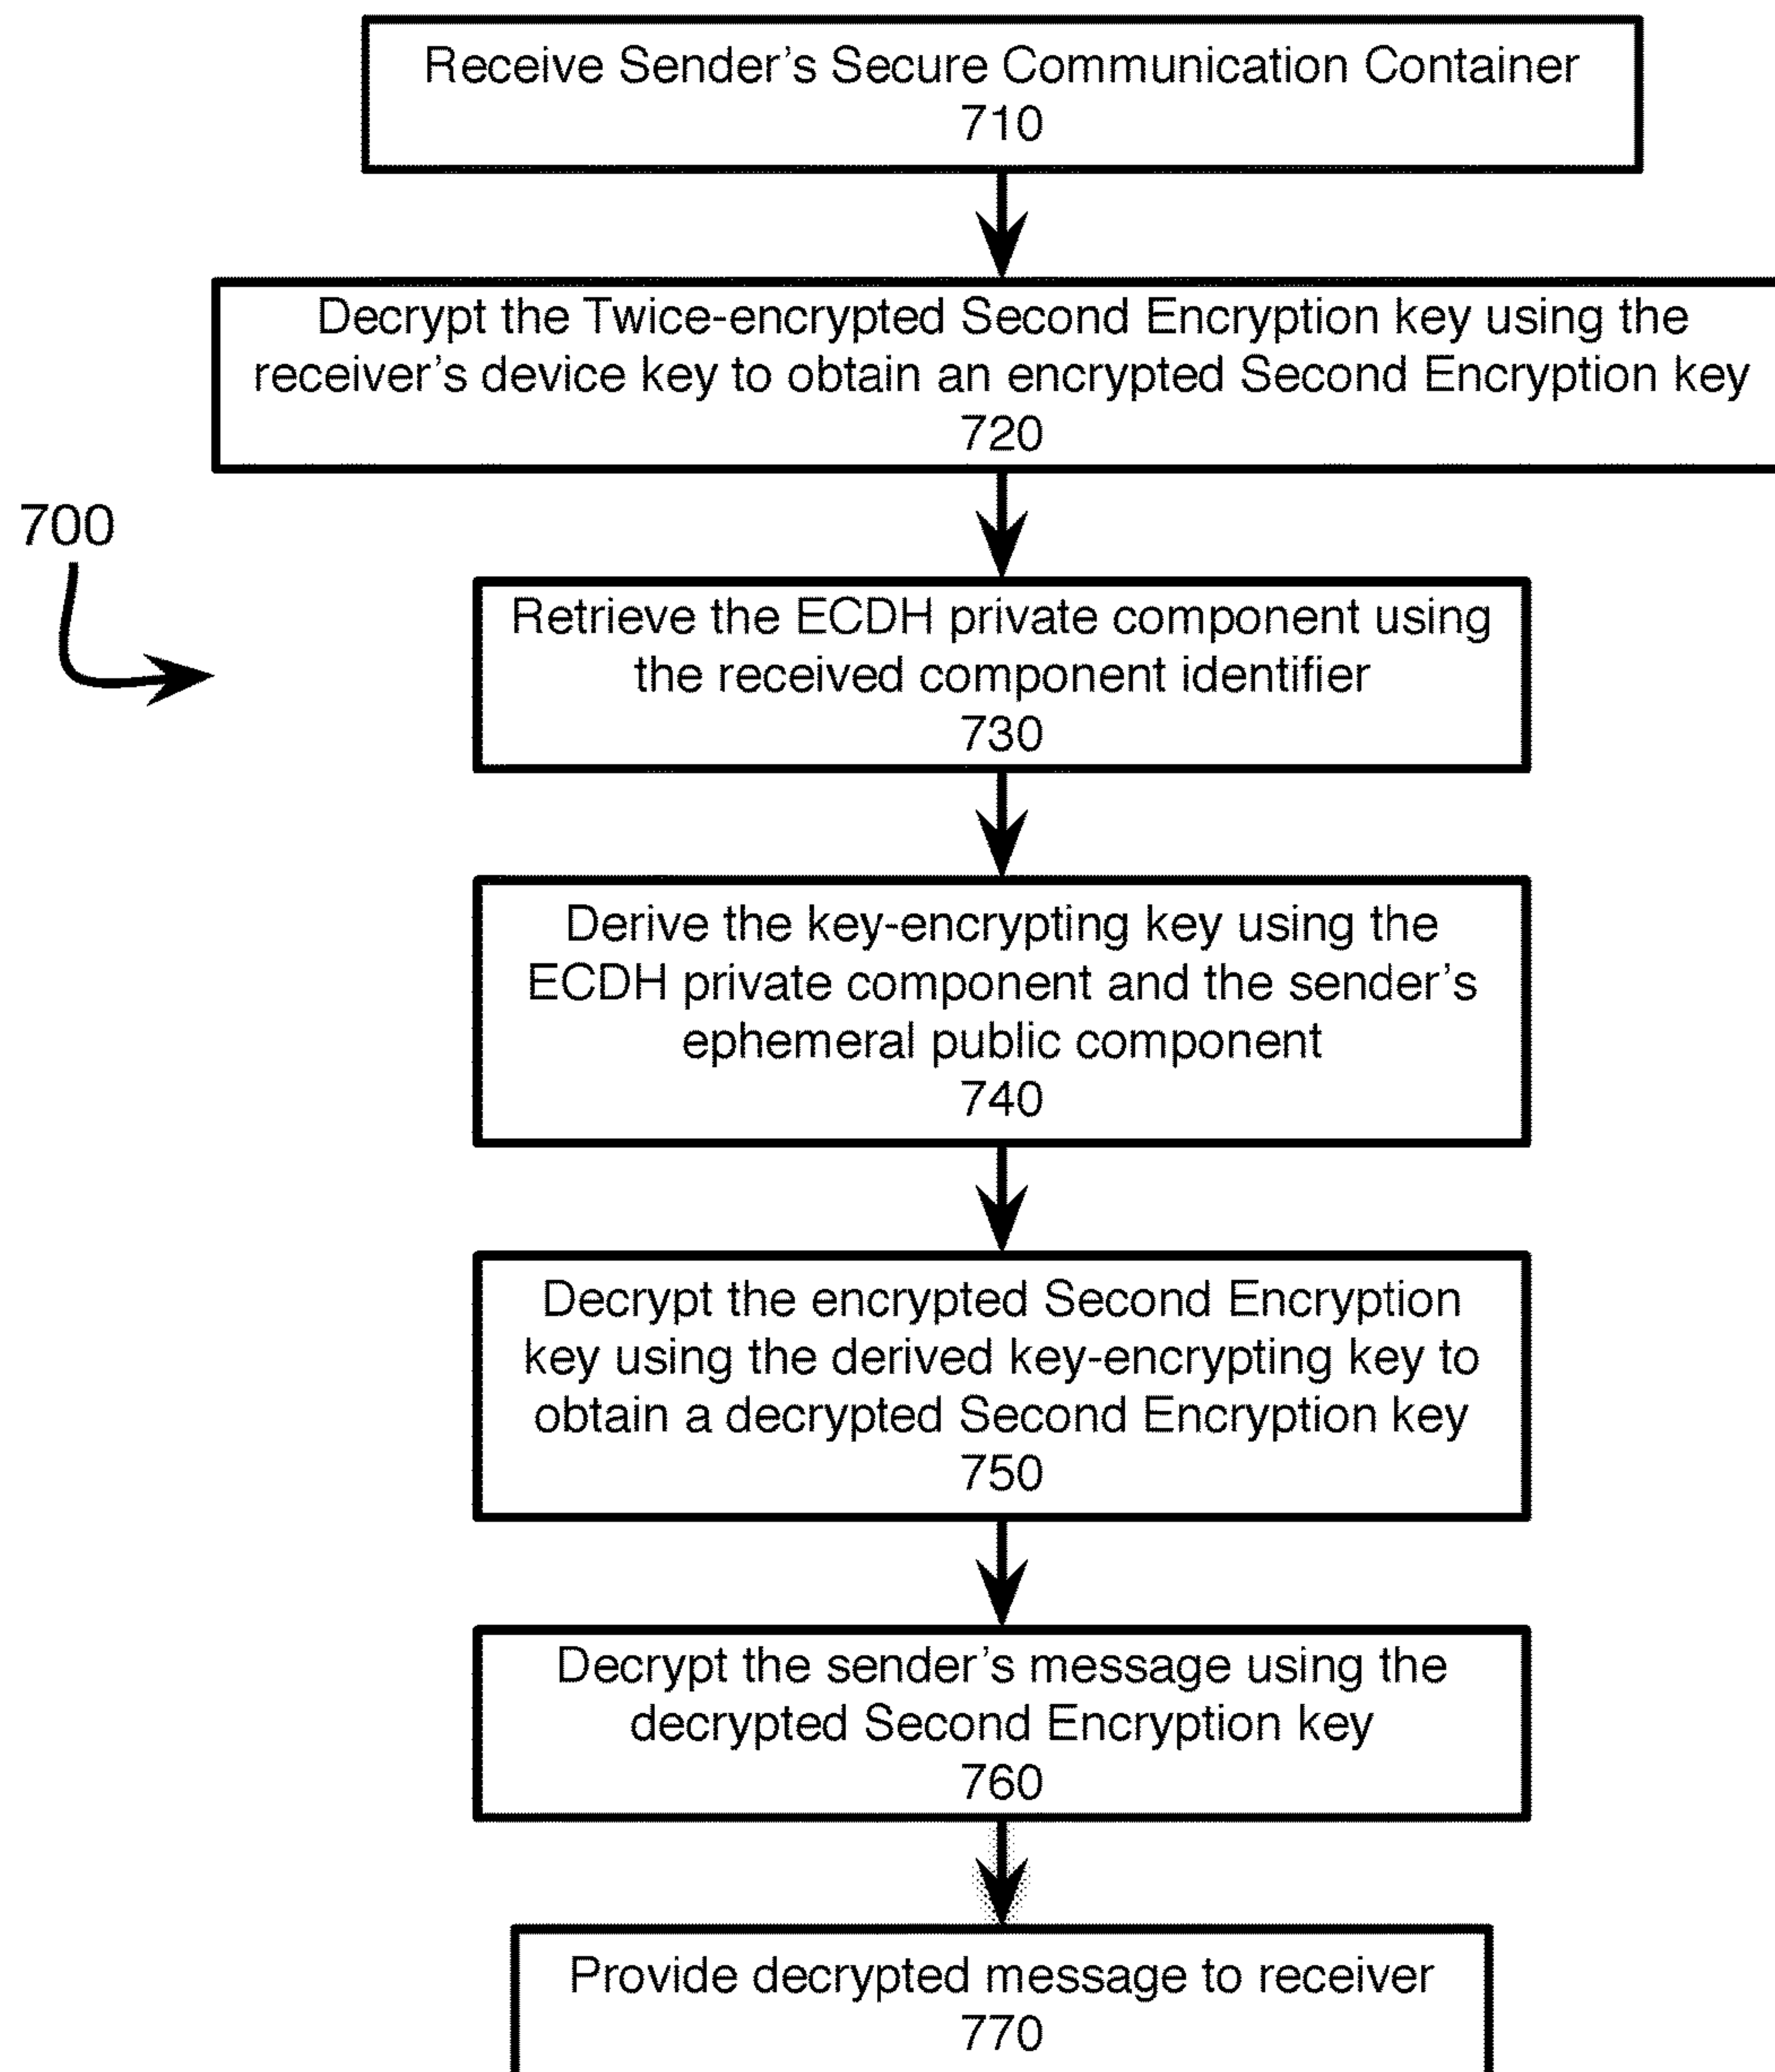 Receive Sender's Secure Communication Container
710
Decrypt the Twice-encrypted Second Encryption key using the
receiver's device key to obtain an encrypted Second Encryption key
720
700
Retrieve the ECDH private component using
the received component identifier
730
Derive the key-encrypting key using the
ECDH private component and the sender's
ephemeral public component
740
Decrypt the encrypted Second Encryption
key using the derived key-encrypting key to
obtain a decrypted Second Encryption key
750
Decrypt the sender's message using the
decrypted Second Encryption key
760
Provide decrypted message to receiver
770